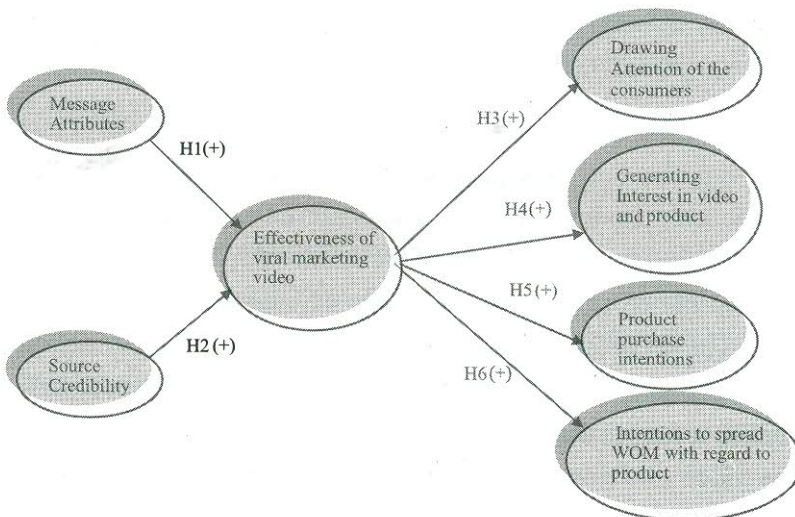 Message
Attributes
H1(+)
Source
Credibility
H2(+)
Effectiveness of
viral marketing
video
H3(+)
Drawing
Attention of the
consumers
H4(+)
Generating
Interest in video
and product
H5(+)
Product
purchase
intentions
H6(+)
Intentions to spread
WOM with regard to
product